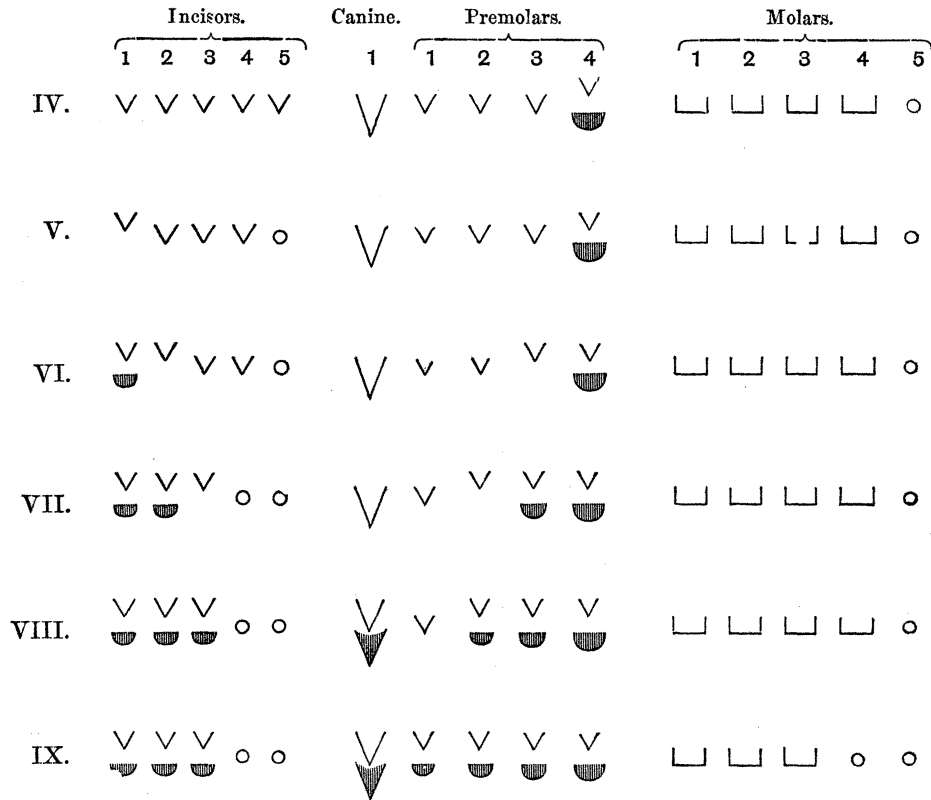 Incisors. Canine. Premolars. Molars.
1 2 3 4 5 1 1 2 3 4 1 2 3 4 5
IV.
V.
VI.
VII.
VIII.
IX.